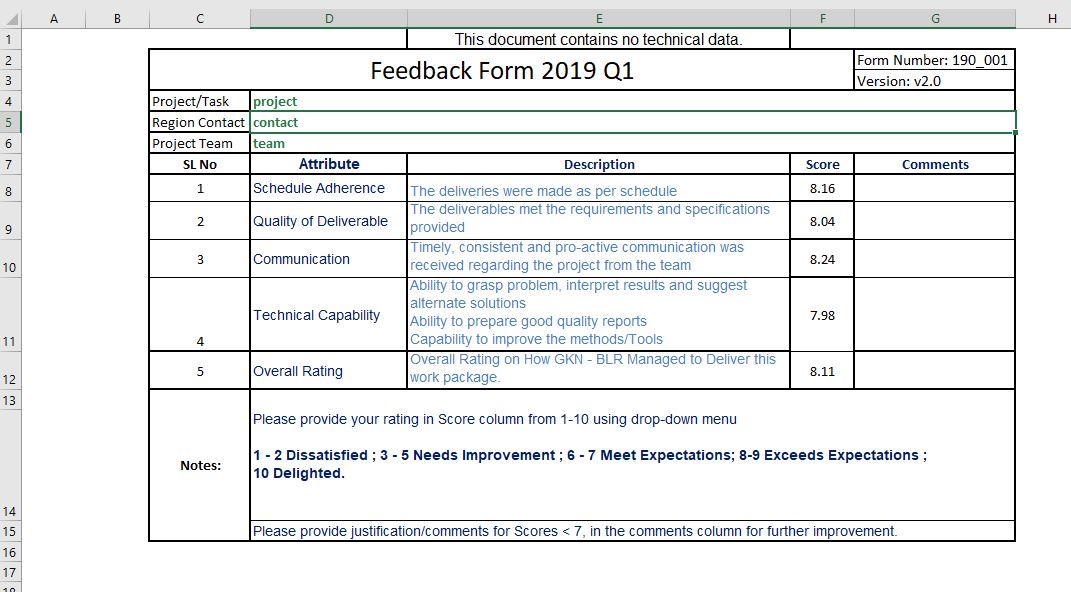 A B C D E F G H
1 This document contains no technical data.
2 Feedback Form 2019 Q1 Form Number: 190_001
3 Version: v2.0
4 Project/Task project
5 Region Contact contact
6 Project Team team
7 SL No Attribute Description Score Comments
8 1 Schedule Adherence The deliveries were made as per schedule 8.16
The deliverables met the requirements and specifications
9 2 Quality of Deliverable provided 8.04
Timely, consistent and pro-active communication was
10 3 Communication received regarding the project from the team 8.24
Ability to grasp problem, interpret results and suggest
alternate solutions
Technical Capability Ability to prepare good quality reports 7.98
11 4 Capability to improve the methods/Tools
Overall Rating on How GKN - BLR Managed to Deliver this
12 5 Overall Rating work package. 8.11
13
Please provide your rating in Score column from 1-10 using drop-down menu
1 - 2 Dissatisfied ; 3 - 5 Needs Improvement ; 6 - 7 Meet Expectations; 8-9 Exceeds Expectations ;
Notes: 10 Delighted.
14
15 Please provide justification/comments for Scores < 7, in the comments column for further improvement.
16
17
18